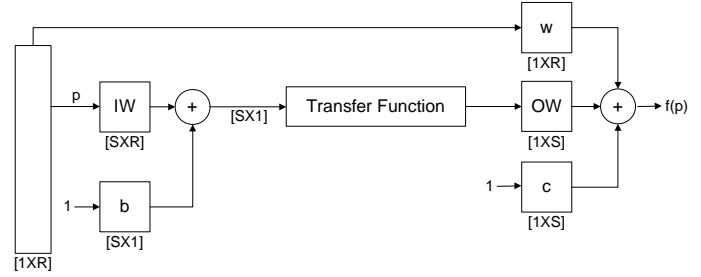 w
[1XR]
p
IW
[SXR]
+
[SX1]
Transfer Function
OW
[1XS]
+
f(p)
1
b
[SX1]
1
c
[1XS]
[1XR]